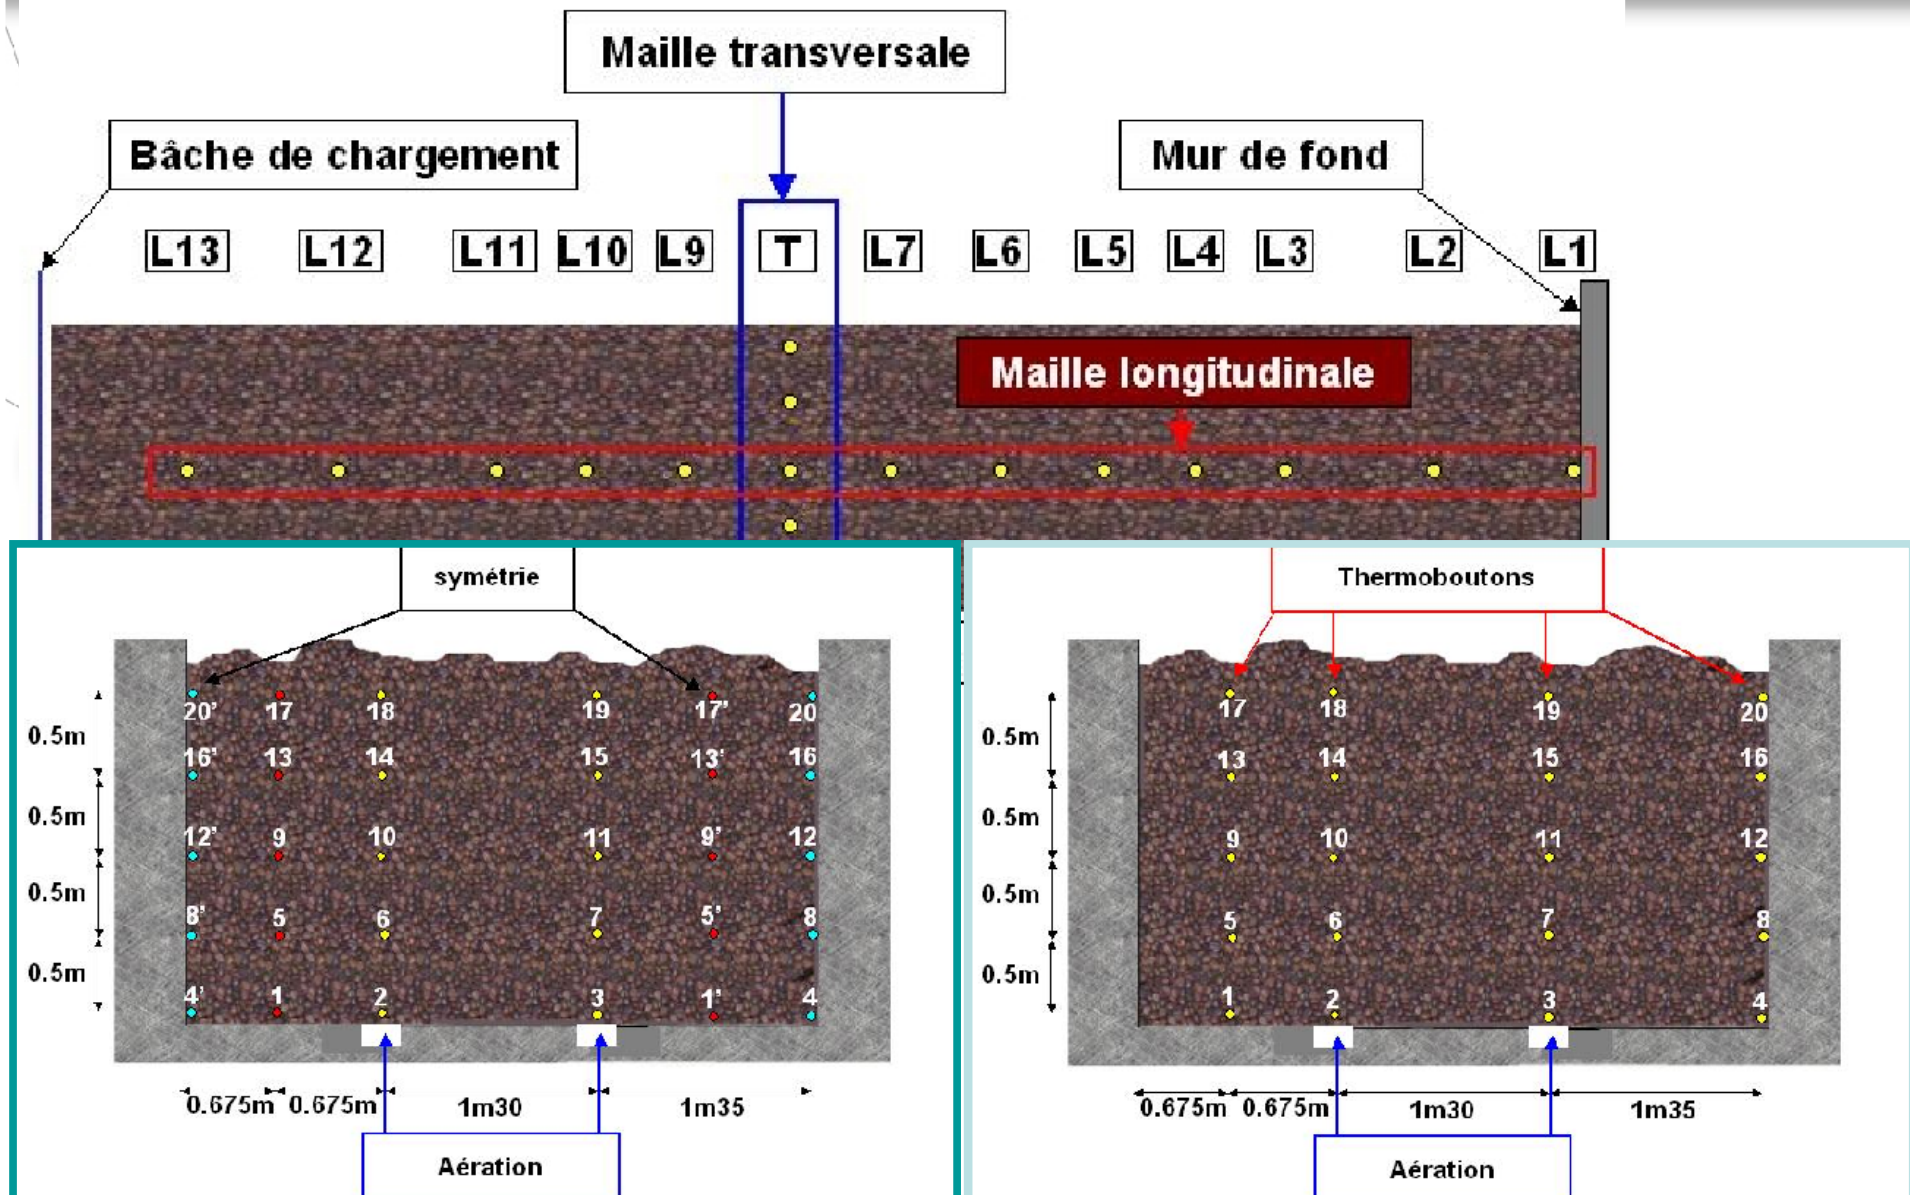 Maille transversale
Bâche de chargement
Mur de fond
L13 L12 L11 L10 L9 T L7 L6 L5 L4 L3 L2 L1
Maille longitudinale
symétrie
20' 17 18 19 17' 20
0.5m
16' 13 14 15 13' 16
0.5m
12' 9 10 11 9' 12
0.5m
8' 5 6 7 5' 8
0.5m
4' 1 2 3 1' 4
0.675m 0.675m 1m30 1m35
Aération
Thermoboutons
17 18 19 20
0.5m
13 14 15 16
0.5m
9 10 11 12
0.5m
5 6 7 8
0.5m
1 2 3 4
0.675m 0.675m 1m30 1m35
Aération